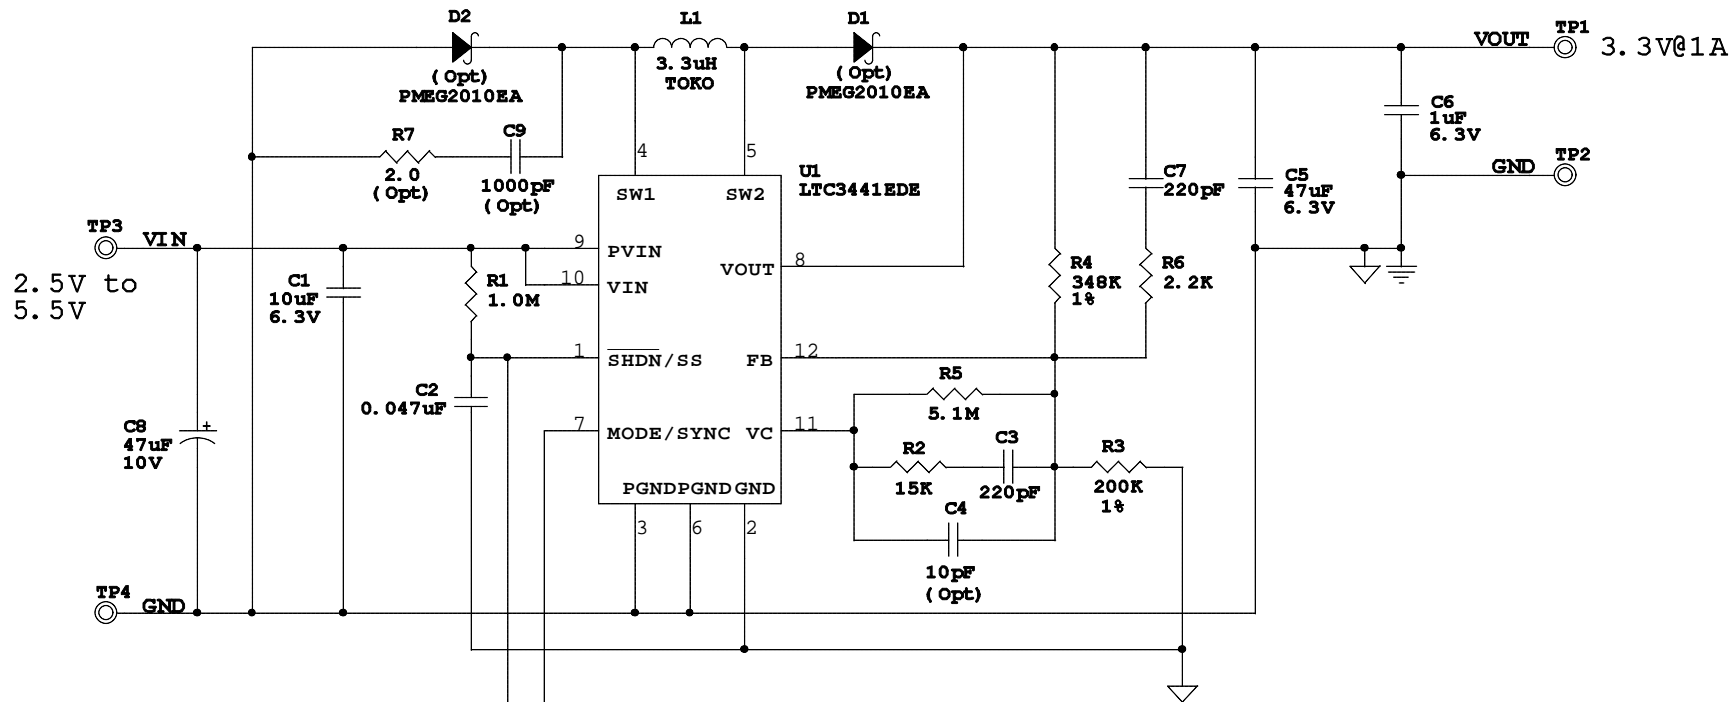 D2
L1
D1
TP1
VOUT
3.3V@1A
(Opt)
PMEG2010EA
3.3uH
TOKO
(Opt)
PMEG2010EA
C6
1uF
6.3V
R7
2.0
(Opt)
C9
1000pF
(Opt)
4
5
U1
LTC3441EDE
SW1
SW2
C7
220pF
C5
47uF
6.3V
TP2
GND
TP3
VIN
2.5V to
5.5V
9
PVIN
10
VIN
VOUT
8
C1
10uF
6.3V
R1
1.0M
R4
348K
1%
R6
2.2K
1
SHDN/SS
FB
12
C2
0.047uF
R5
5.1M
7
MODE/SYNC
VC
11
C8
+
47uF
10V
R2
15K
C3
220pF
R3
200K
1%
PGND
PGND
GND
3
6
2
C4
10pF
(Opt)
TP4
GND